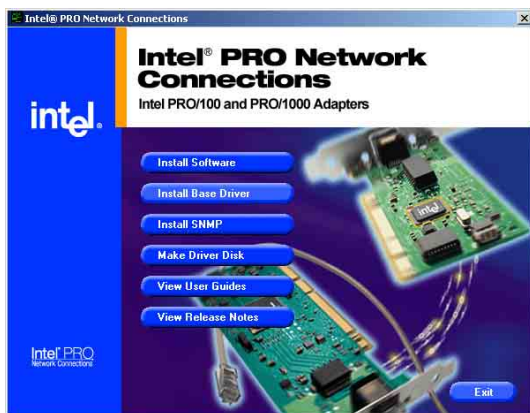 Intel® PRO Network Connections
Intel® PRO Network
Connections
Intel PRO/100 and PRO/1000 Adapters
intel.
Install Software
Install Base Driver
Install SNMP
Make Driver Disk
View User Guides
View Release Notes
intel
Intel® PRO
Network Connections
Exit